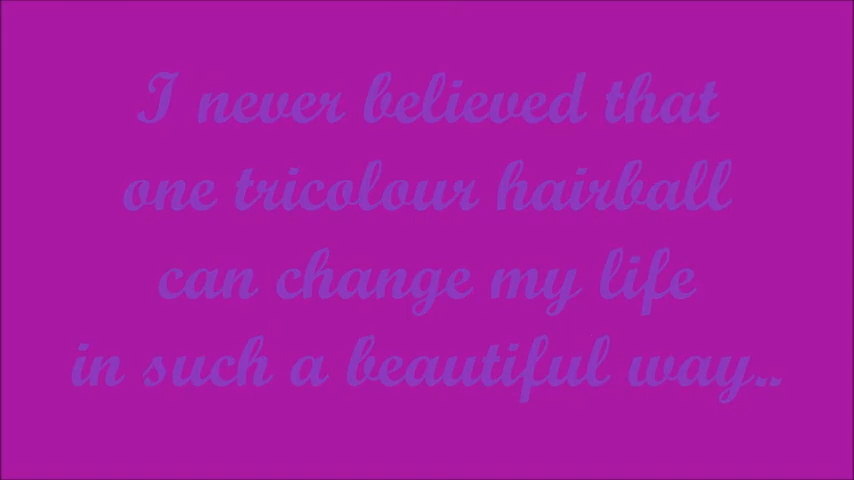 I never believed that
one tricolour hairball
can change my life
in such a beautiful way..